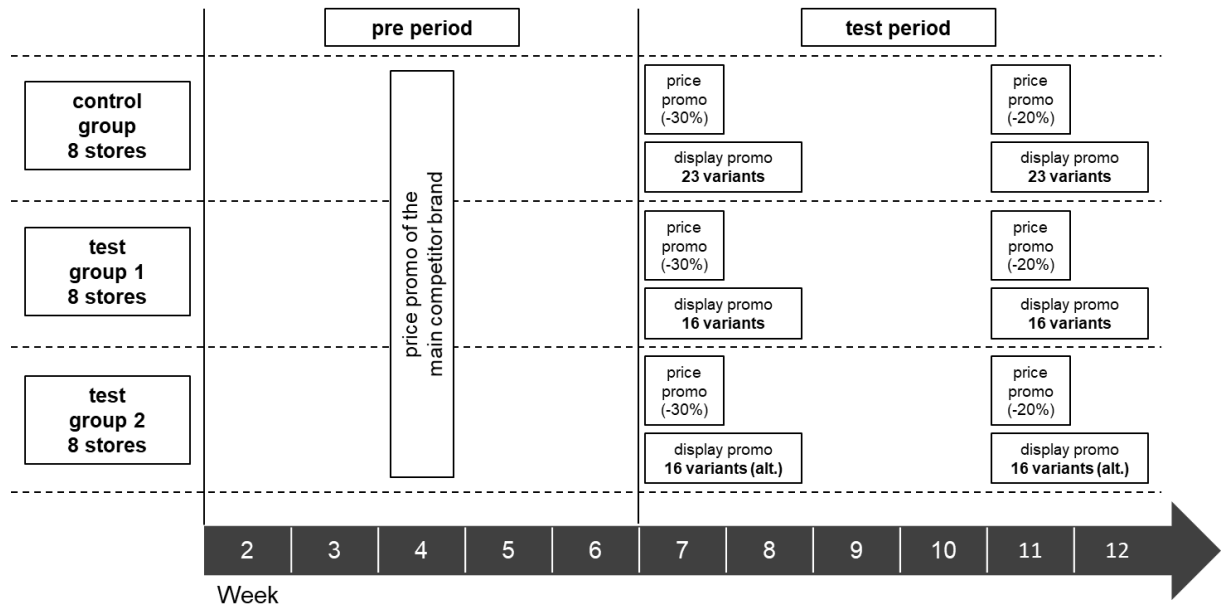 pre period
test period
control
group
8 stores
price
promo
(-30%)
display promo
23 variants
price
promo
(-20%)
display promo
23 variants
price promo of the
main competitor brand
test
group 1
8 stores
price
promo
(-30%)
display promo
16 variants
price
promo
(-20%)
display promo
16 variants
test
group 2
8 stores
price
promo
(-30%)
display promo
16 variants (alt.)
price
promo
(-20%)
display promo
16 variants (alt.)
2 3 4 5 6 7 8 9 10 11 12
Week